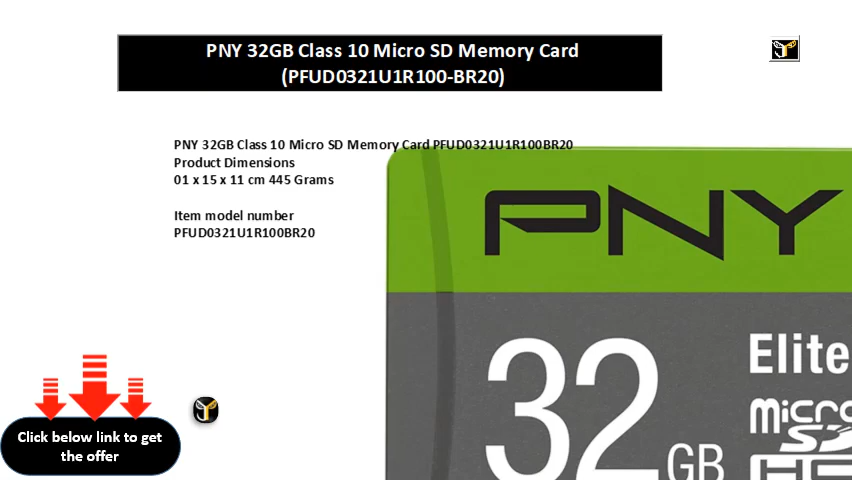 PNY 32GB Class 10 Micro SD Memory Card
(PFUD0321U1R100-BR20)
PNY 32GB Class 10 Micro SD Memory Card PFUD0321U1R100BR20
Product Dimensions
01 x 15 x 11 cm 445 Grams
Item model number
PFUD0321U1R100BR20
PNY
32GB
Elite
micro
Click below link to get
the offer